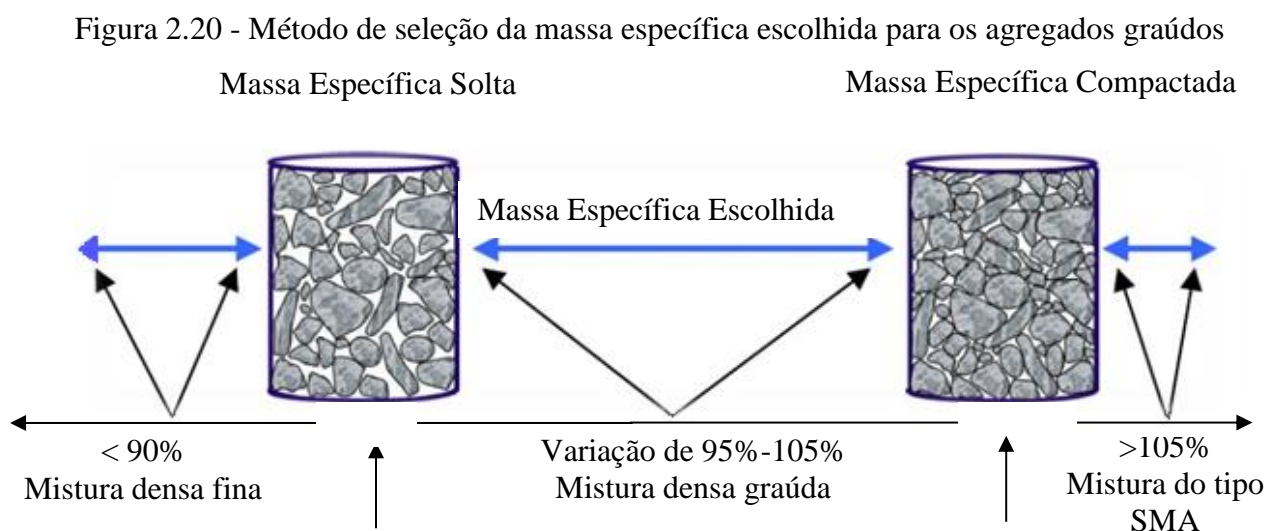 Figura 2.20 - Método de seleção da massa específica escolhida para os agregados graúdos
Massa Específica Solta
Massa Específica Compactada
Massa Específica Escolhida
< 90%
Mistura densa fina
Variação de 95%-105%
Mistura densa graúda
>105%
Mistura do tipo
SMA